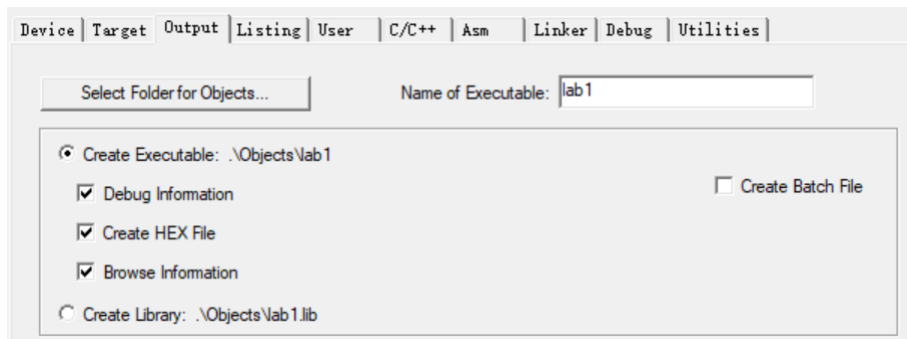 Device Target Output Listing User C/C++ Asm Linker Debug Utilities
Select Folder for Objects... Name of Executable: lab1
Create Executable: .\Objects\lab1
Debug Information Create Batch File
Create HEX File
Browse Information
Create Library: .\Objects\lab1.lib